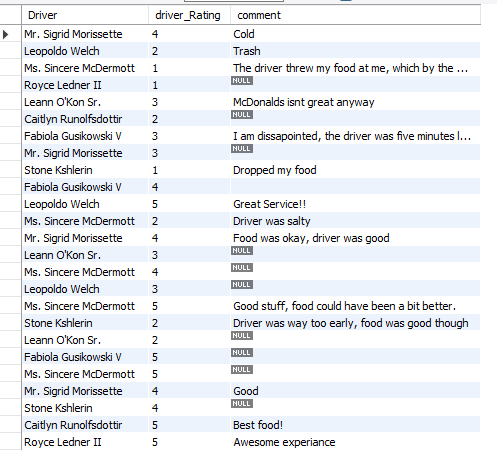 Driver driver_Rating comment
Mr. Sigrid Morissette 4 Cold
Leopoldo Welch 2 Trash
Ms. Sincere McDermott 1 The driver threw my food at me, which by the ...
Royce Ledner II 1 NULL
Leann O'Kon Sr. 3 McDonalds isnt great anyway
Caitlyn Runolfsdottir 2 NULL
Fabiola Gusikowski V 3 I am dissapointed, the driver was five minutes l...
Mr. Sigrid Morissette 3 NULL
Stone Kshlerin 1 Dropped my food
Fabiola Gusikowski V 4
Leopoldo Welch 5 Great Service!!
Ms. Sincere McDermott 2 Driver was salty
Mr. Sigrid Morissette 4 Food was okay, driver was good
Leann O'Kon Sr. 3 NULL
Ms. Sincere McDermott 4 NULL
Leopoldo Welch 3 NULL
Ms. Sincere McDermott 5 Good stuff, food could have been a bit better.
Stone Kshlerin 2 Driver was way too early, food was good though
Leann O'Kon Sr. 2 NULL
Fabiola Gusikowski V 5 NULL
Ms. Sincere McDermott 5 NULL
Mr. Sigrid Morissette 4 Good
Stone Kshlerin 4 NULL
Caitlyn Runolfsdottir 5 Best food!
Royce Ledner II 5 Awesome experiance